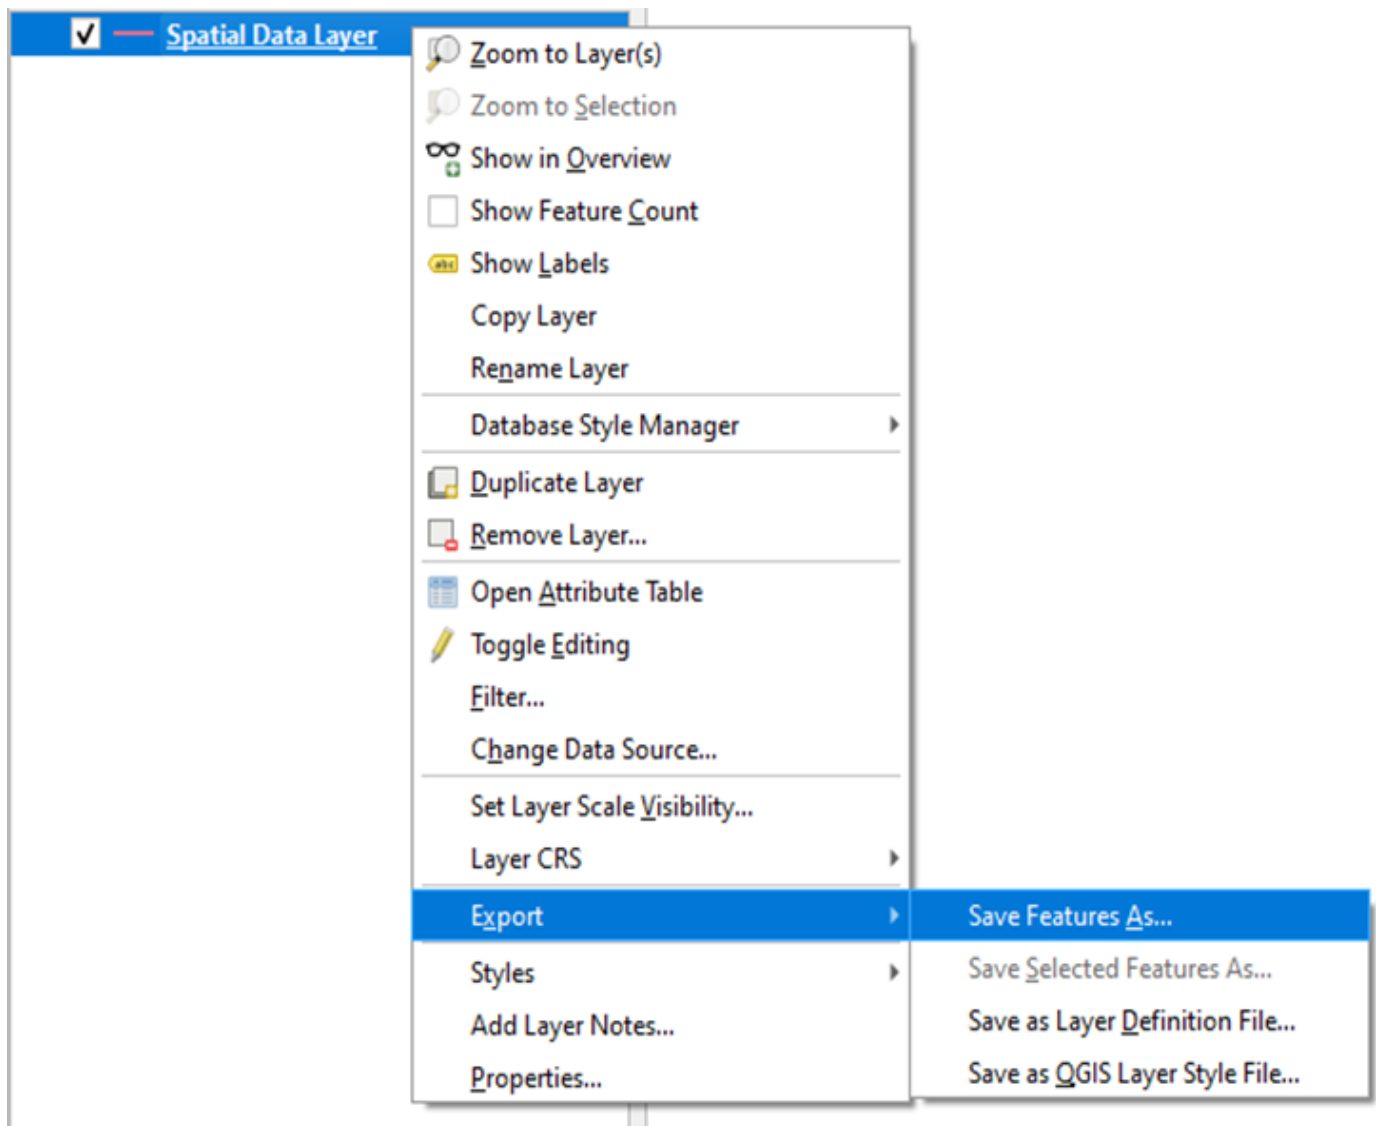 Spatial Data Layer
Zoom to Layer(s)
Zoom to Selection
Show in Overview
Show Feature Count
abc Show Labels
Copy Layer
Rename Layer
Database Style Manager
Duplicate Layer
Remove Layer...
Open Attribute Table
Toggle Editing
Filter...
Change Data Source...
Set Layer Scale Visibility...
Layer CRS
Export
Save Features As...
Styles
Save Selected Features As...
Add Layer Notes...
Save as Layer Definition File...
Properties...
Save as QGIS Layer Style File...